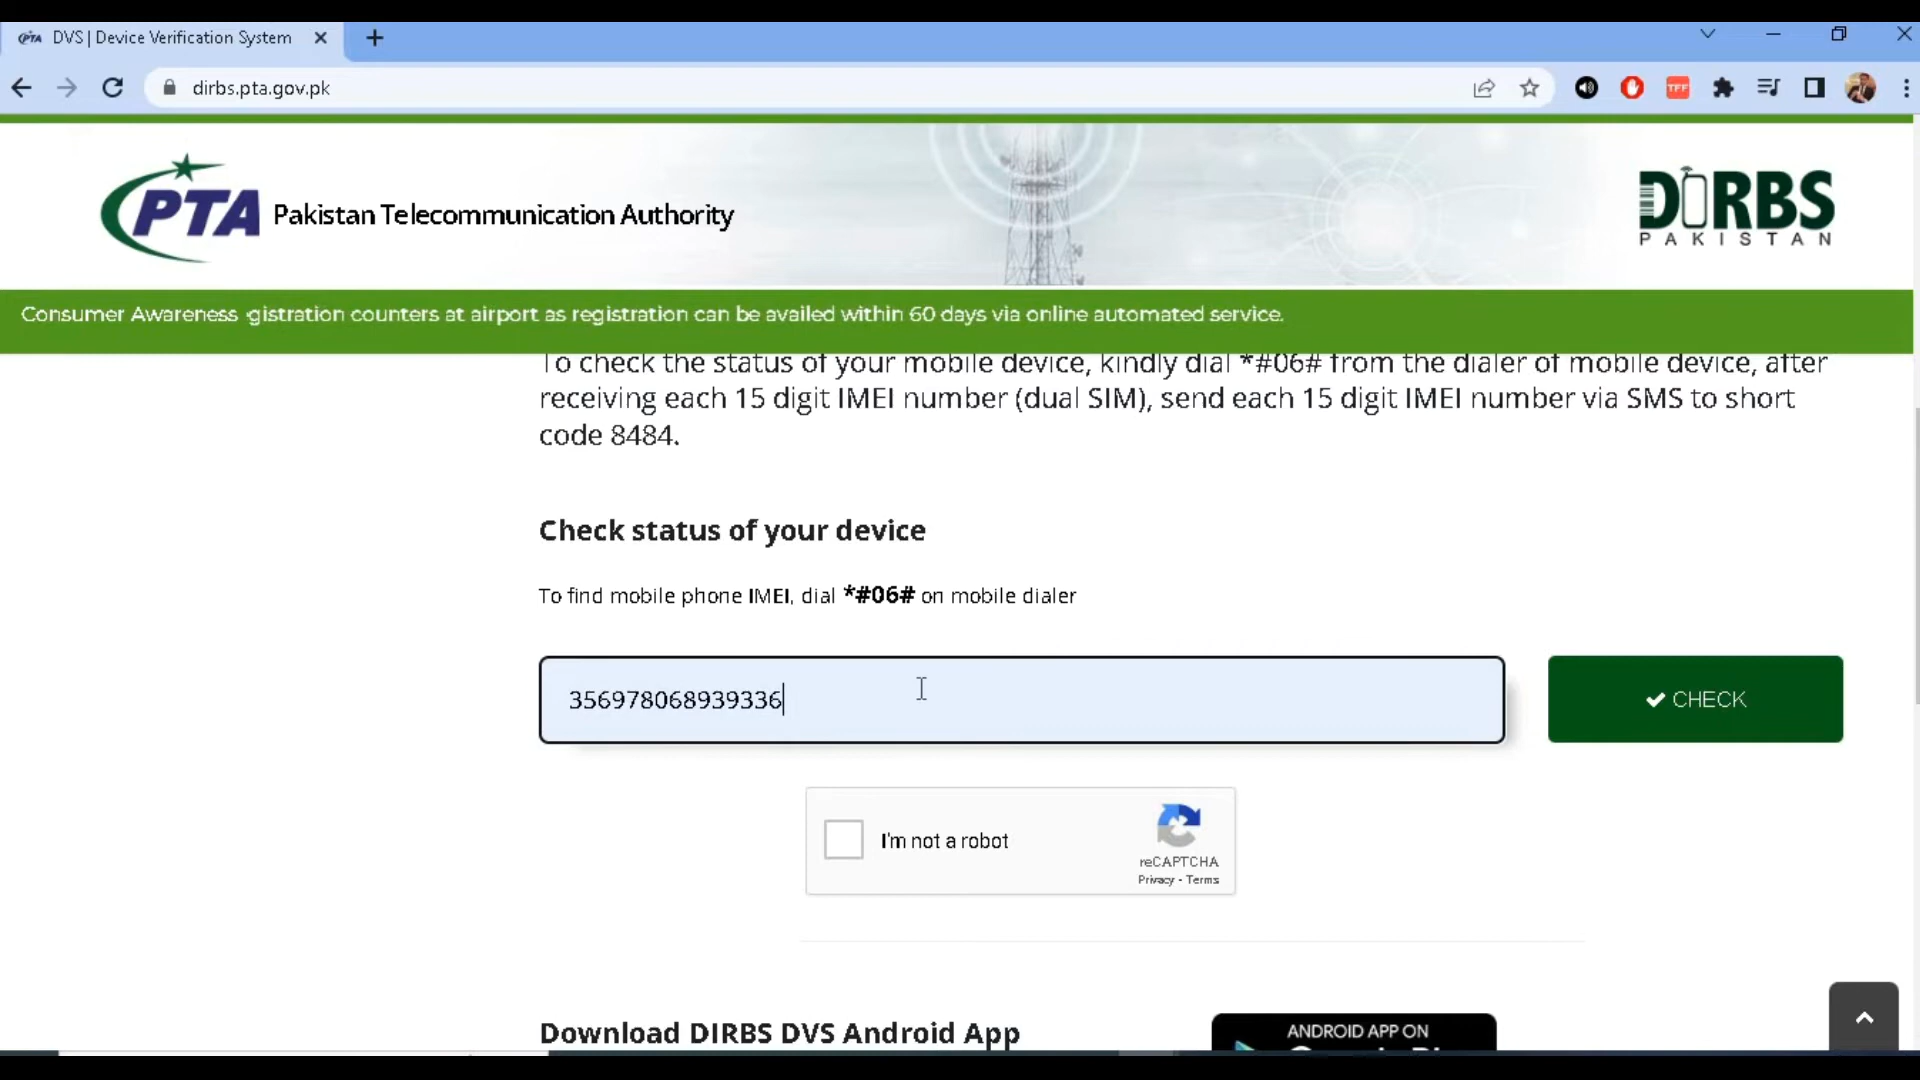 PTA DVS | Device Verification System
dirbs.pta.gov.pk
TFF
PTA Pakistan Telecommunication Authority
DIRBS
PAKISTAN
Consumer Awareness gistration counters at airport as registration can be availed within 60 days via online automated service.
To check the status of your mobile device, kindly dial *#06# from the dialer of mobile device, after
receiving each 15 digit IMEI number (dual SIM), send each 15 digit IMEI number via SMS to short
code 8484.
Check status of your device
To find mobile phone IMEI, dial *#06# on mobile dialer
356978068939336
CHECK
I'm not a robot
reCAPTCHA
Privacy - Terms
Download DIRBS DVS Android App
ANDROID APP ON